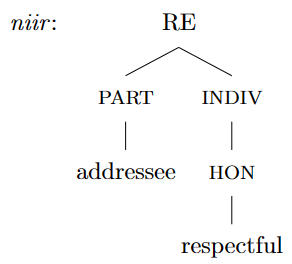 niir: RE
PART INDIV
addressee HON
respectful